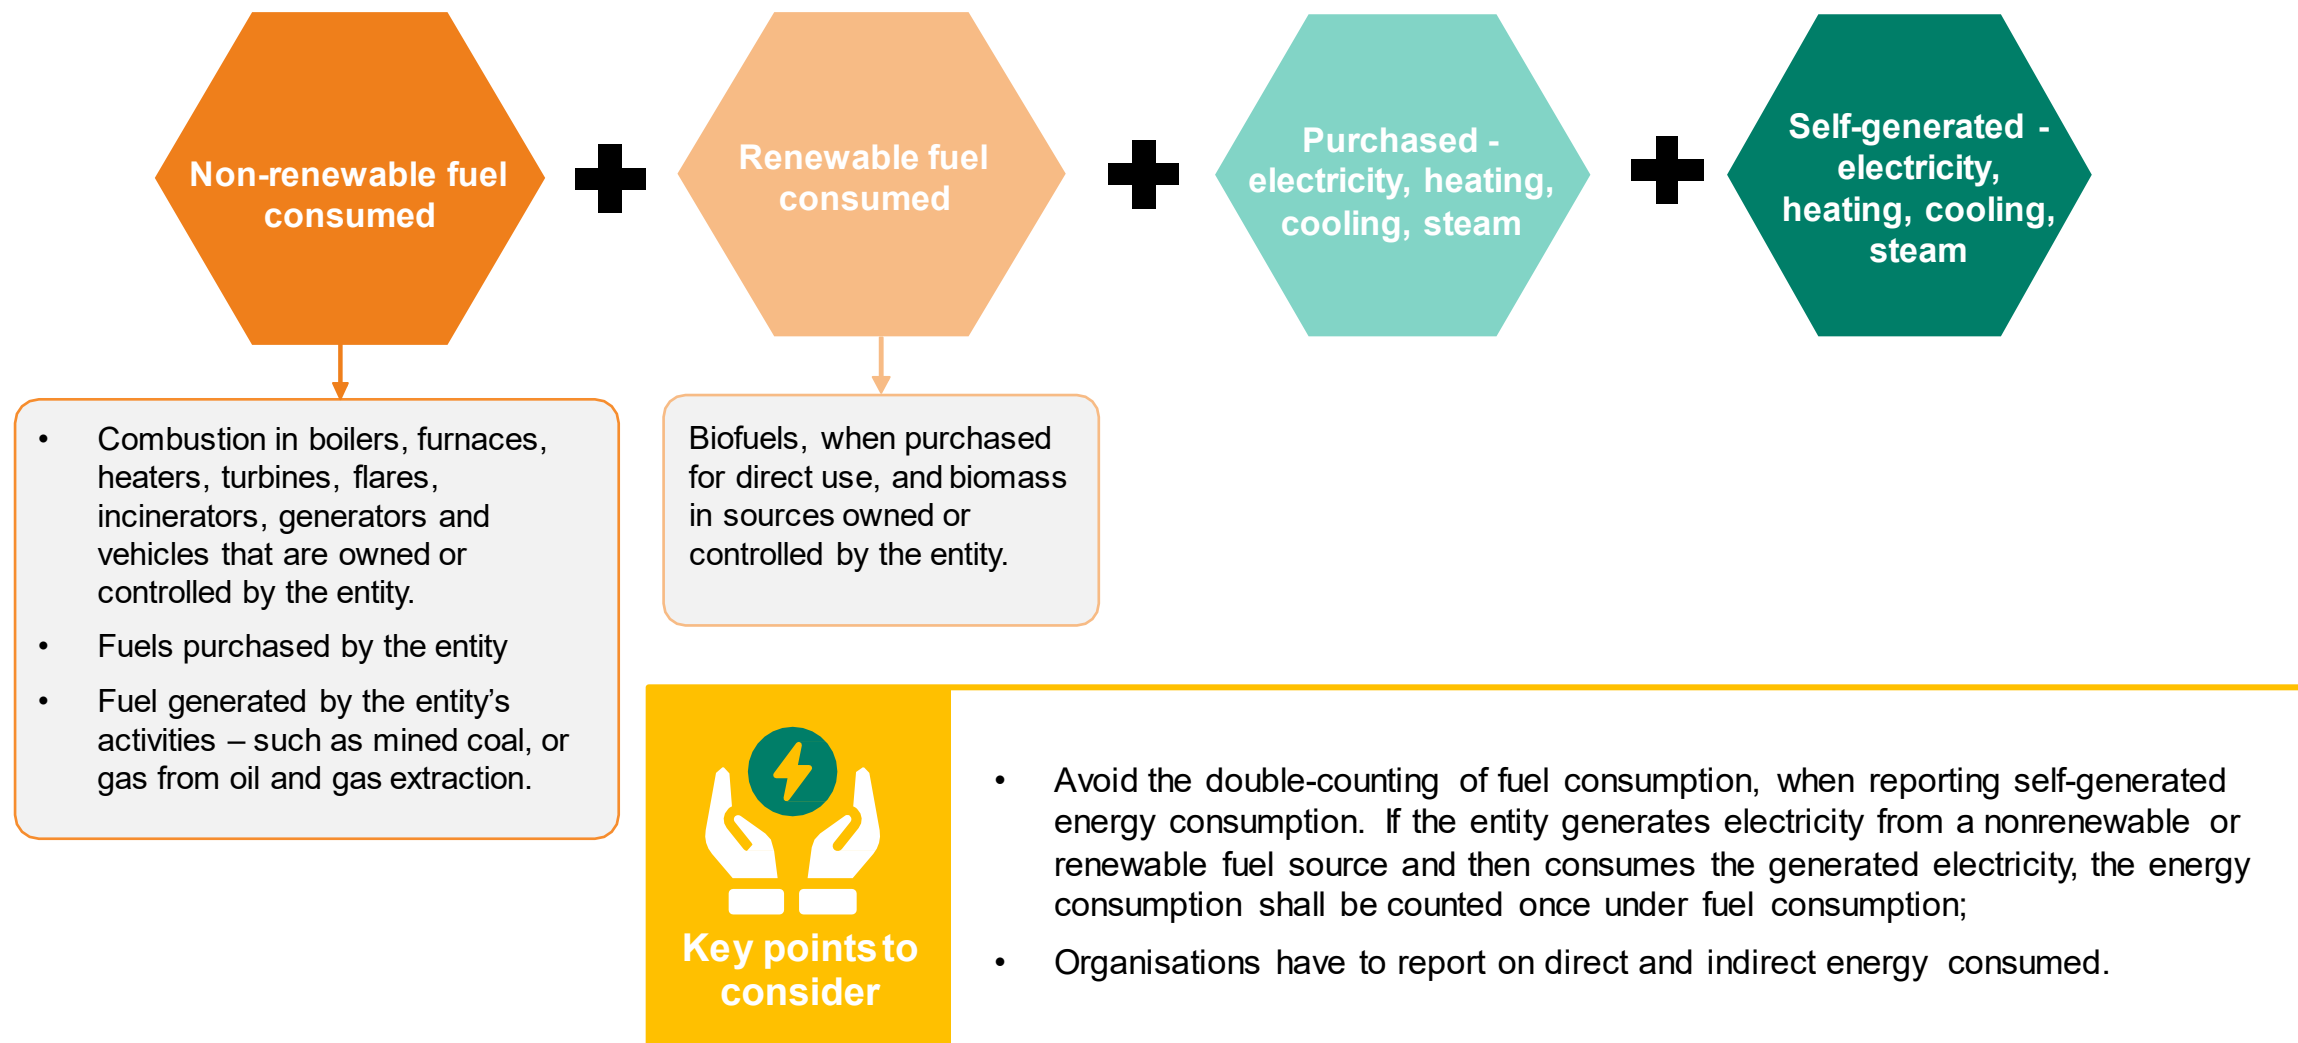 Non-renewable fuel
consumed
Renewable fuel
consumed
Purchased -
electricity, heating,
cooling, steam
Self-generated -
electricity,
heating, cooling,
steam
• Combustion in boilers, furnaces,
heaters, turbines, flares,
incinerators, generators and
vehicles that are owned or
controlled by the entity.
• Fuels purchased by the entity
• Fuel generated by the entity’s
activities – such as mined coal, or
gas from oil and gas extraction.
Biofuels, when purchased
for direct use, and biomass
in sources owned or
controlled by the entity.
Key points to
consider
• Avoid the double-counting of fuel consumption, when reporting self-generated
energy consumption. If the entity generates electricity from a nonrenewable or
renewable fuel source and then consumes the generated electricity, the energy
consumption shall be counted once under fuel consumption;
• Organisations have to report on direct and indirect energy consumed.